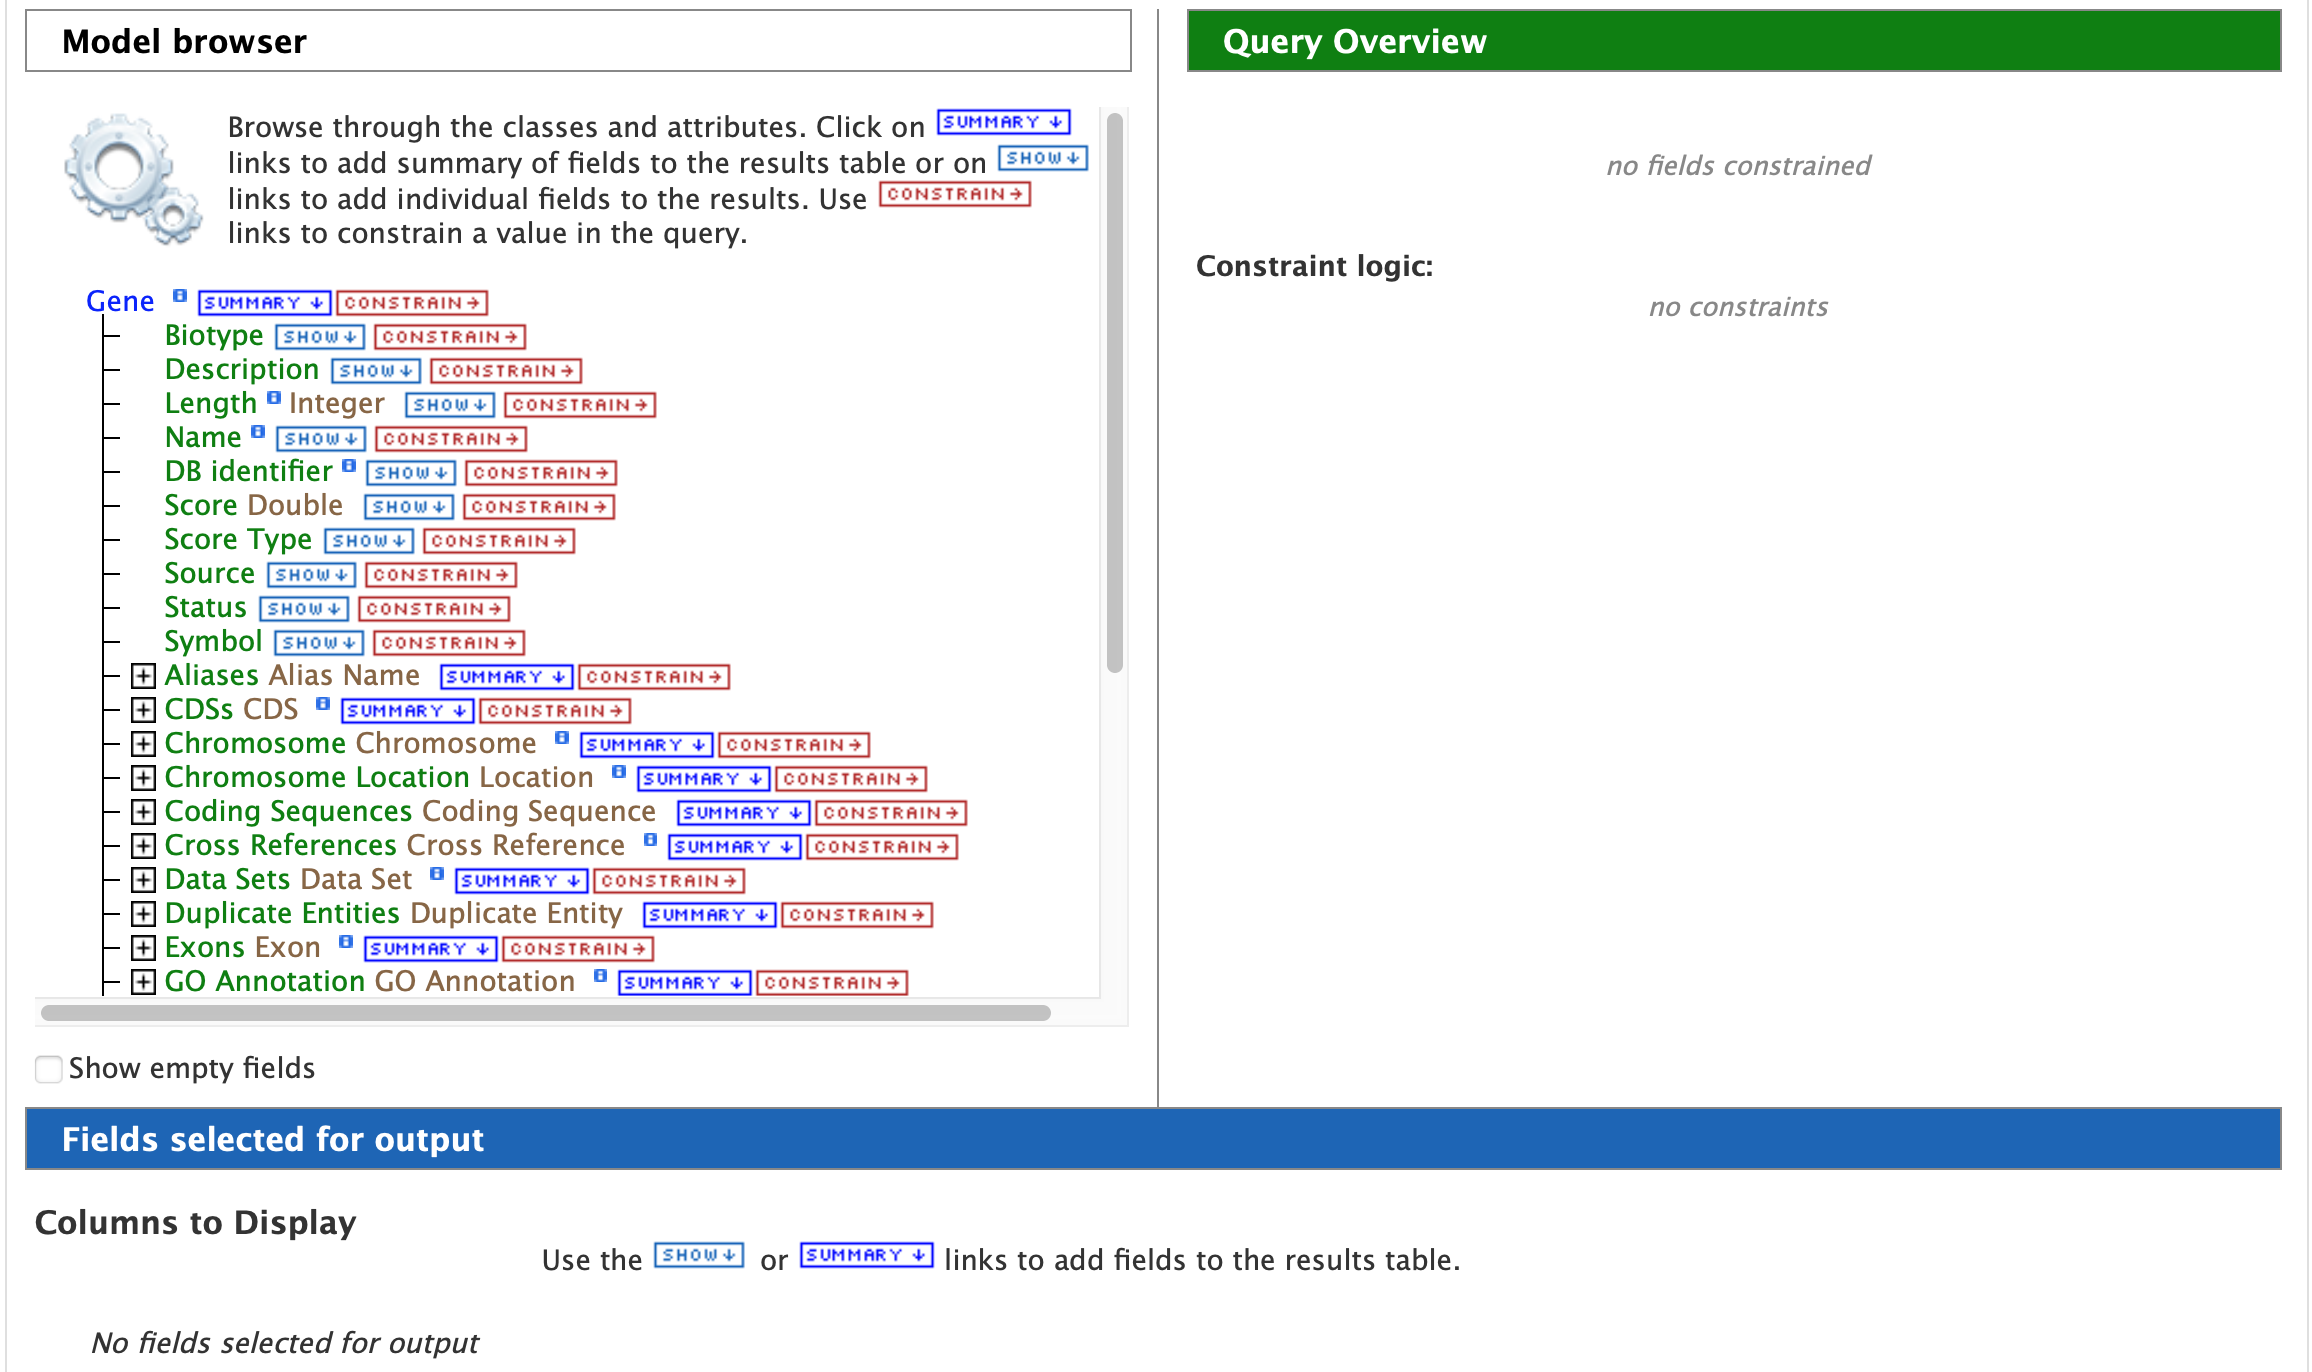 Model browser
Browse through the classes and attributes. Click on SUMMARY ↓
links to add summary of fields to the results table or on SHOW ↓
links to add individual fields to the results. Use CONSTRAIN →
links to constrain a value in the query.
Gene SUMMARY ↓ CONSTRAIN →
Biotype SHOW ↓ CONSTRAIN →
Description SHOW ↓ CONSTRAIN →
Length Integer SHOW ↓ CONSTRAIN →
Name SHOW ↓ CONSTRAIN →
DB identifier SHOW ↓ CONSTRAIN →
Score Double SHOW ↓ CONSTRAIN →
Score Type SHOW ↓ CONSTRAIN →
Source SHOW ↓ CONSTRAIN →
Status SHOW ↓ CONSTRAIN →
Symbol SHOW ↓ CONSTRAIN →
Aliases Alias Name SUMMARY ↓ CONSTRAIN →
CDSs CDS SUMMARY ↓ CONSTRAIN →
Chromosome Chromosome SUMMARY ↓ CONSTRAIN →
Chromosome Location Location SUMMARY ↓ CONSTRAIN →
Coding Sequences Coding Sequence SUMMARY ↓ CONSTRAIN →
Cross References Cross Reference SUMMARY ↓ CONSTRAIN →
Data Sets Data Set SUMMARY ↓ CONSTRAIN →
Duplicate Entities Duplicate Entity SUMMARY ↓ CONSTRAIN →
Exons Exon SUMMARY ↓ CONSTRAIN →
GO Annotation GO Annotation SUMMARY ↓ CONSTRAIN →
Show empty fields
Query Overview
no fields constrained
Constraint logic:
no constraints
Fields selected for output
Columns to Display
Use the SHOW ↓ or SUMMARY ↓ links to add fields to the results table.
No fields selected for output